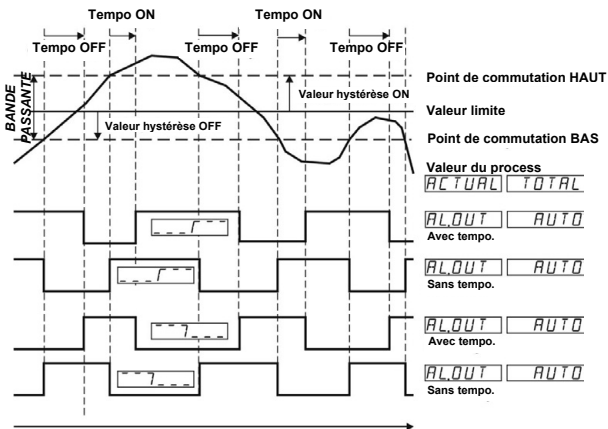 Tempo ON Tempo ON
Tempo OFF Tempo OFF Tempo OFF
BANDE PASSANTE
Point de commutation HAUT
Valeur hystérèse ON
Valeur limite
Valeur hystérèse OFF
Point de commutation BAS
Valeur du process
ACTUAL TOTAL
AL.OUT AUTO
Avec tempo.
AL.OUT AUTO
Sans tempo.
AL.OUT AUTO
Avec tempo.
AL.OUT AUTO
Sans tempo.